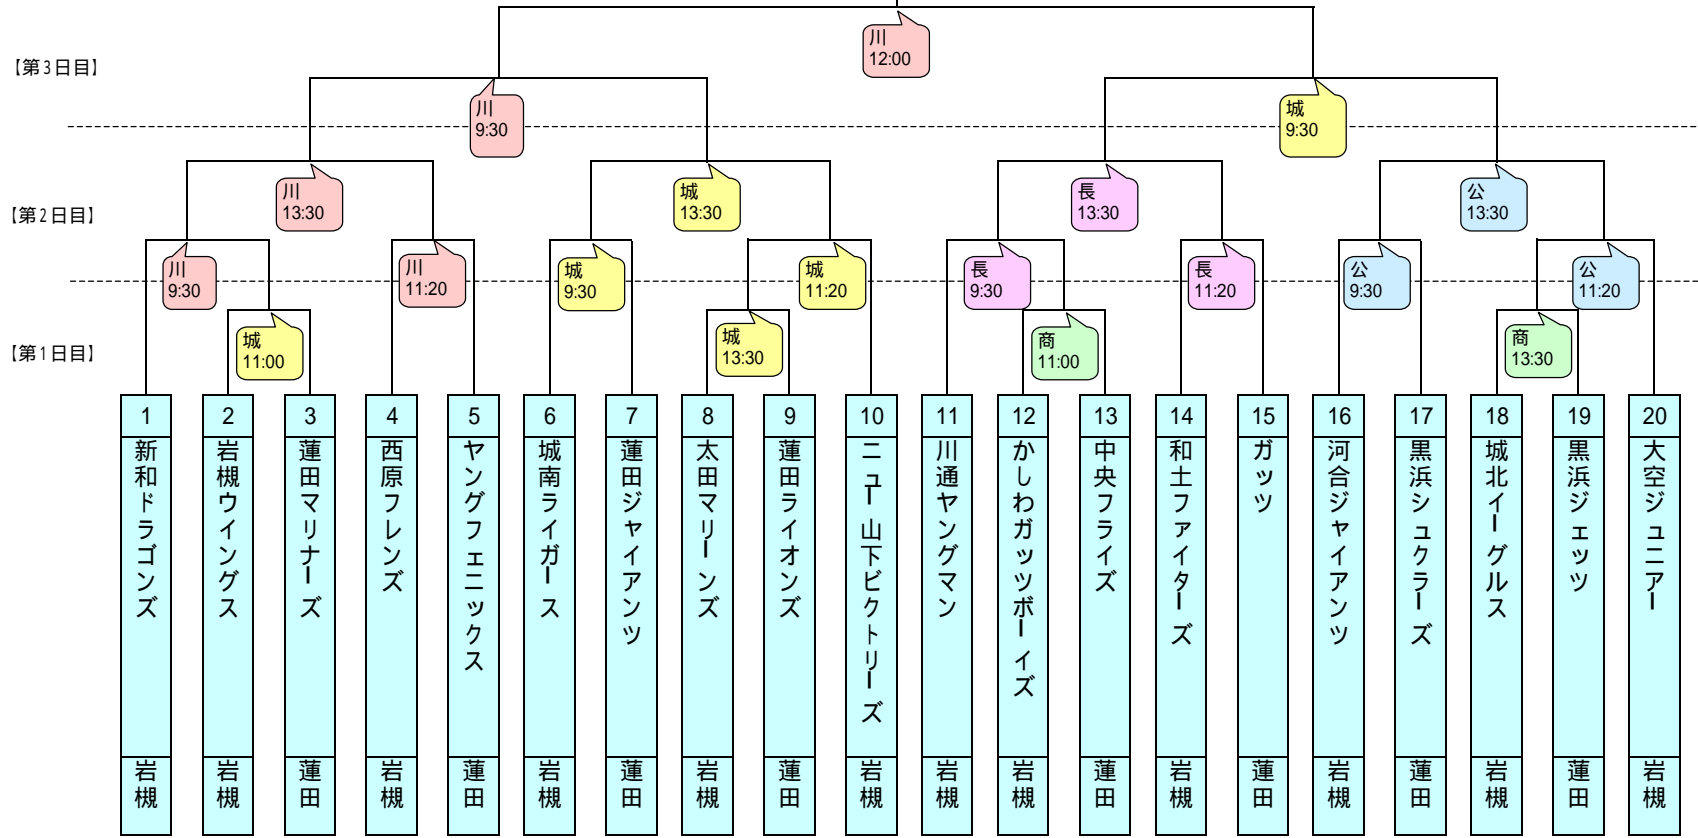 川
12:00
【第3日目】
川
9:30
城
9:30
川
13:30
城
13:30
長
13:30
公
13:30
【第2日目】
川
9:30
川
11:20
城
9:30
城
11:20
長
9:30
長
11:20
公
9:30
公
11:20
城
11:00
城
13:30
商
11:00
商
13:30
【第1日目】
1
新和ドラゴンズ
岩槻
2
岩槻ウイングス
岩槻
3
蓮田マリナーズ
蓮田
4
西原フレンズ
岩槻
5
ヤングフェニックス
蓮田
6
城南ライガース
岩槻
7
蓮田ジャイアンツ
蓮田
8
太田マリーンズ
岩槻
9
蓮田ライオンズ
蓮田
10
ニュー山下ビクトリーズ
岩槻
11
川通ヤングマン
岩槻
12
かしわガッツボーイズ
岩槻
13
中央フライズ
蓮田
14
和土ファイターズ
岩槻
15
ガッツ
蓮田
16
河合ジャイアンツ
岩槻
17
黒浜シュクラーズ
蓮田
18
城北イーグルス
岩槻
19
黒浜ジェッツ
蓮田
20
大空ジュニアー
岩槻